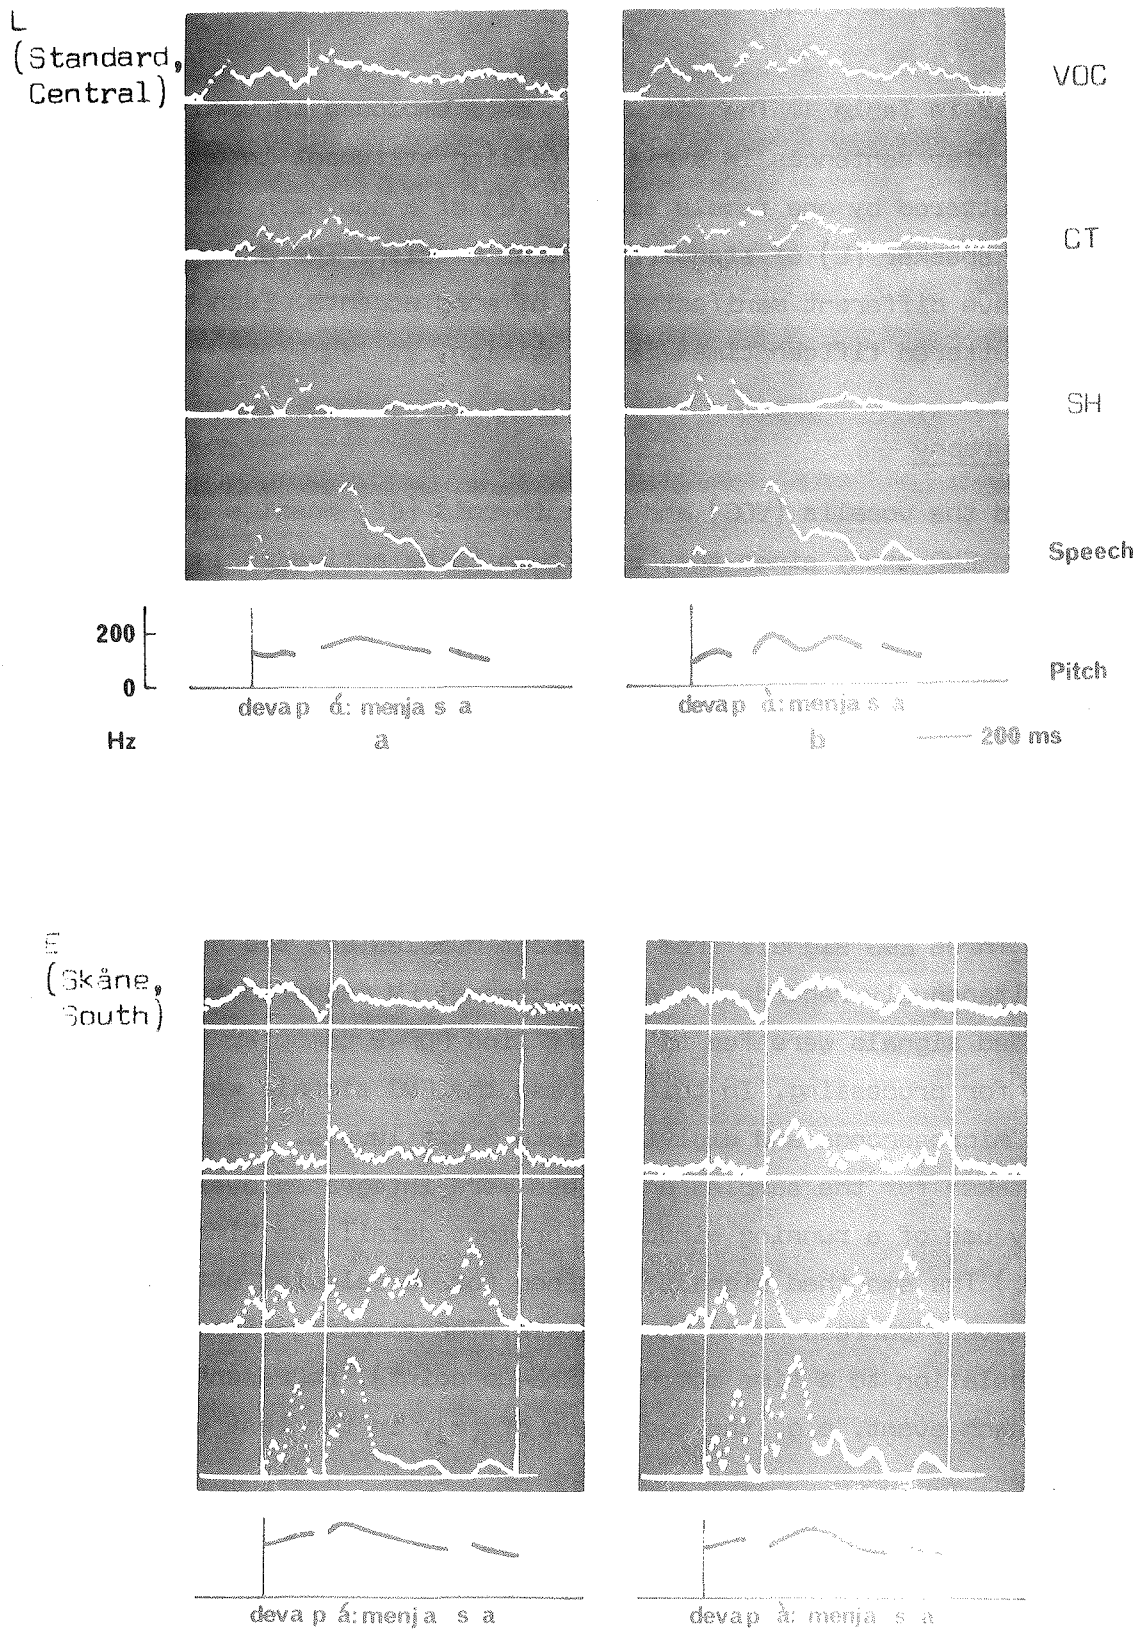 L
(Standard,
Central)
VOC
CT
SH
Speech
200
0
Hz
Pitch
devap á: menja s a
devap à: menja s a
a
b
200 ms
E
(Skåne,
South)
deva p á: menja s a
devap à: menja s a